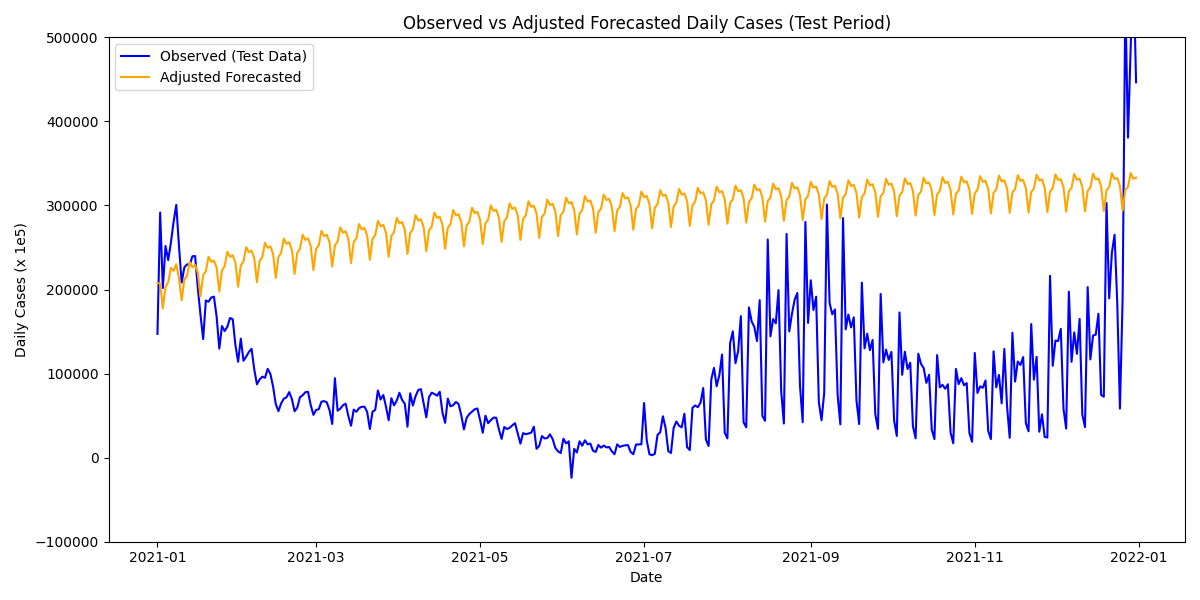 Observed vs Adjusted Forecasted Daily Cases (Test Period)
Observed (Test Data)
Adjusted Forecasted
Daily Cases (x 1e5)
500000
400000
300000
200000
100000
0
−100000
2021-01
2021-03
2021-05
2021-07
2021-09
2021-11
2022-01
Date